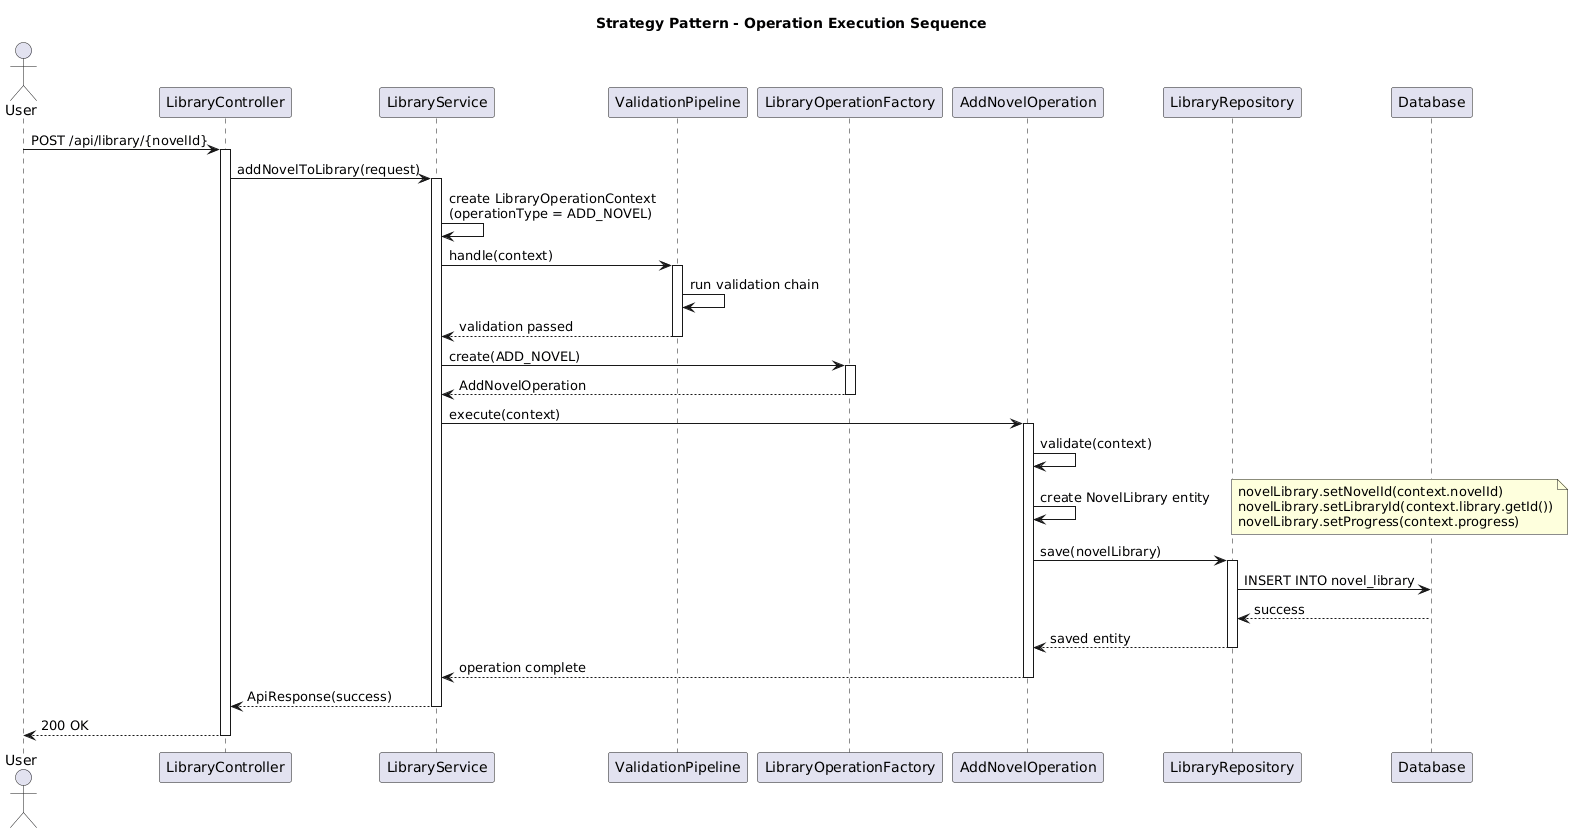 Strategy Pattern - Operation Execution Sequence
User
LibraryController
LibraryService
ValidationPipeline
LibraryOperationFactory
AddNovelOperation
LibraryRepository
Database
POST /api/library/{novelId}
addNovelToLibrary(request)
create LibraryOperationContext
(operationType = ADD_NOVEL)
handle(context)
run validation chain
validation passed
create(ADD_NOVEL)
AddNovelOperation
execute(context)
validate(context)
create NovelLibrary entity
novelLibrary.setNovelId(context.novelId)
novelLibrary.setLibraryId(context.library.getId())
novelLibrary.setProgress(context.progress)
save(novelLibrary)
INSERT INTO novel_library
success
saved entity
operation complete
ApiResponse(success)
200 OK
User
LibraryController
LibraryService
ValidationPipeline
LibraryOperationFactory
AddNovelOperation
LibraryRepository
Database